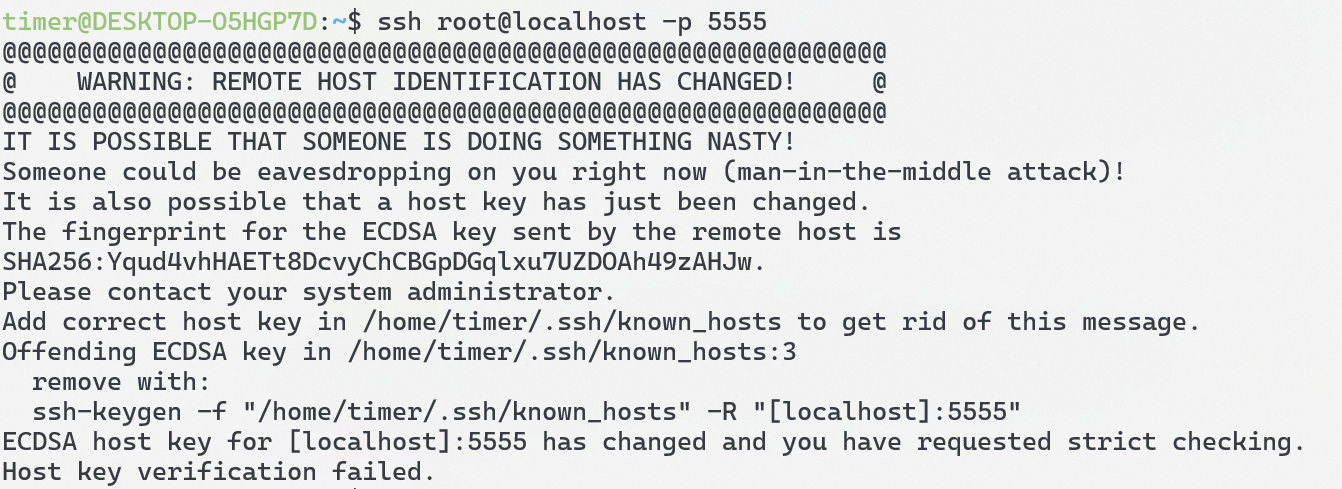 timer@DESKTOP-O5HGP7D:~$ ssh root@localhost -p 5555
@@@@@@@@@@@@@@@@@@@@@@@@@@@@@@@@@@@@@@@@@@@@@@@@@@@@@@@@@@@
@    WARNING: REMOTE HOST IDENTIFICATION HAS CHANGED!     @
@@@@@@@@@@@@@@@@@@@@@@@@@@@@@@@@@@@@@@@@@@@@@@@@@@@@@@@@@@@
IT IS POSSIBLE THAT SOMEONE IS DOING SOMETHING NASTY!
Someone could be eavesdropping on you right now (man-in-the-middle attack)!
It is also possible that a host key has just been changed.
The fingerprint for the ECDSA key sent by the remote host is
SHA256:Yqud4vhHAETt8DcvyChCBGpDGqlxu7UZDOAh49zAHJw.
Please contact your system administrator.
Add correct host key in /home/timer/.ssh/known_hosts to get rid of this message.
Offending ECDSA key in /home/timer/.ssh/known_hosts:3
  remove with:
  ssh-keygen -f "/home/timer/.ssh/known_hosts" -R "[localhost]:5555"
ECDSA host key for [localhost]:5555 has changed and you have requested strict checking.
Host key verification failed.